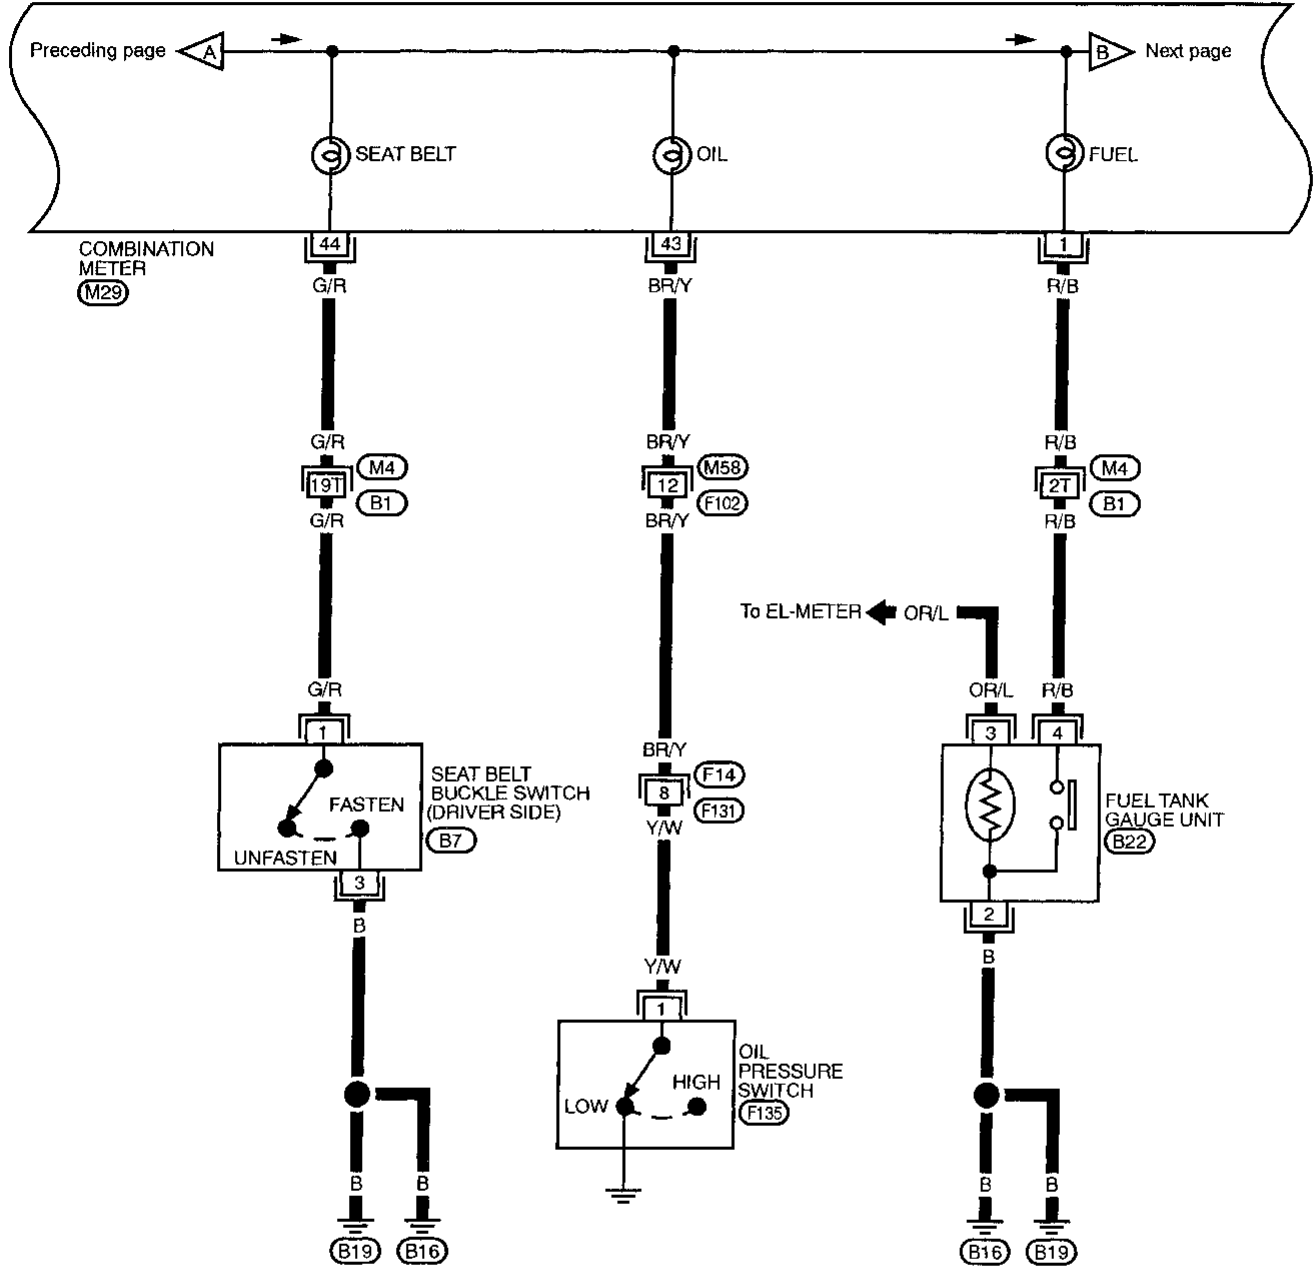 Preceding page A B Next page
SEAT BELT OIL FUEL
44 43 1
COMBINATION
METER
M29
G/R BR/Y R/B
G/R BR/Y R/B
M4 M58 M4
19T 12 2T
B1 F102 B1
G/R BR/Y R/B
To EL-METER OR/L
G/R OR/L R/B
1 3 4
BR/Y
F14
8
F131
Y/W
SEAT BELT
BUCKLE SWITCH
(DRIVER SIDE)
B7
FASTEN
UNFASTEN
3
B
FUEL TANK
GAUGE UNIT
B22
2
B
Y/W
1
OIL
PRESSURE
SWITCH
F135
HIGH
LOW
B B B B
B19 B16 B16 B19